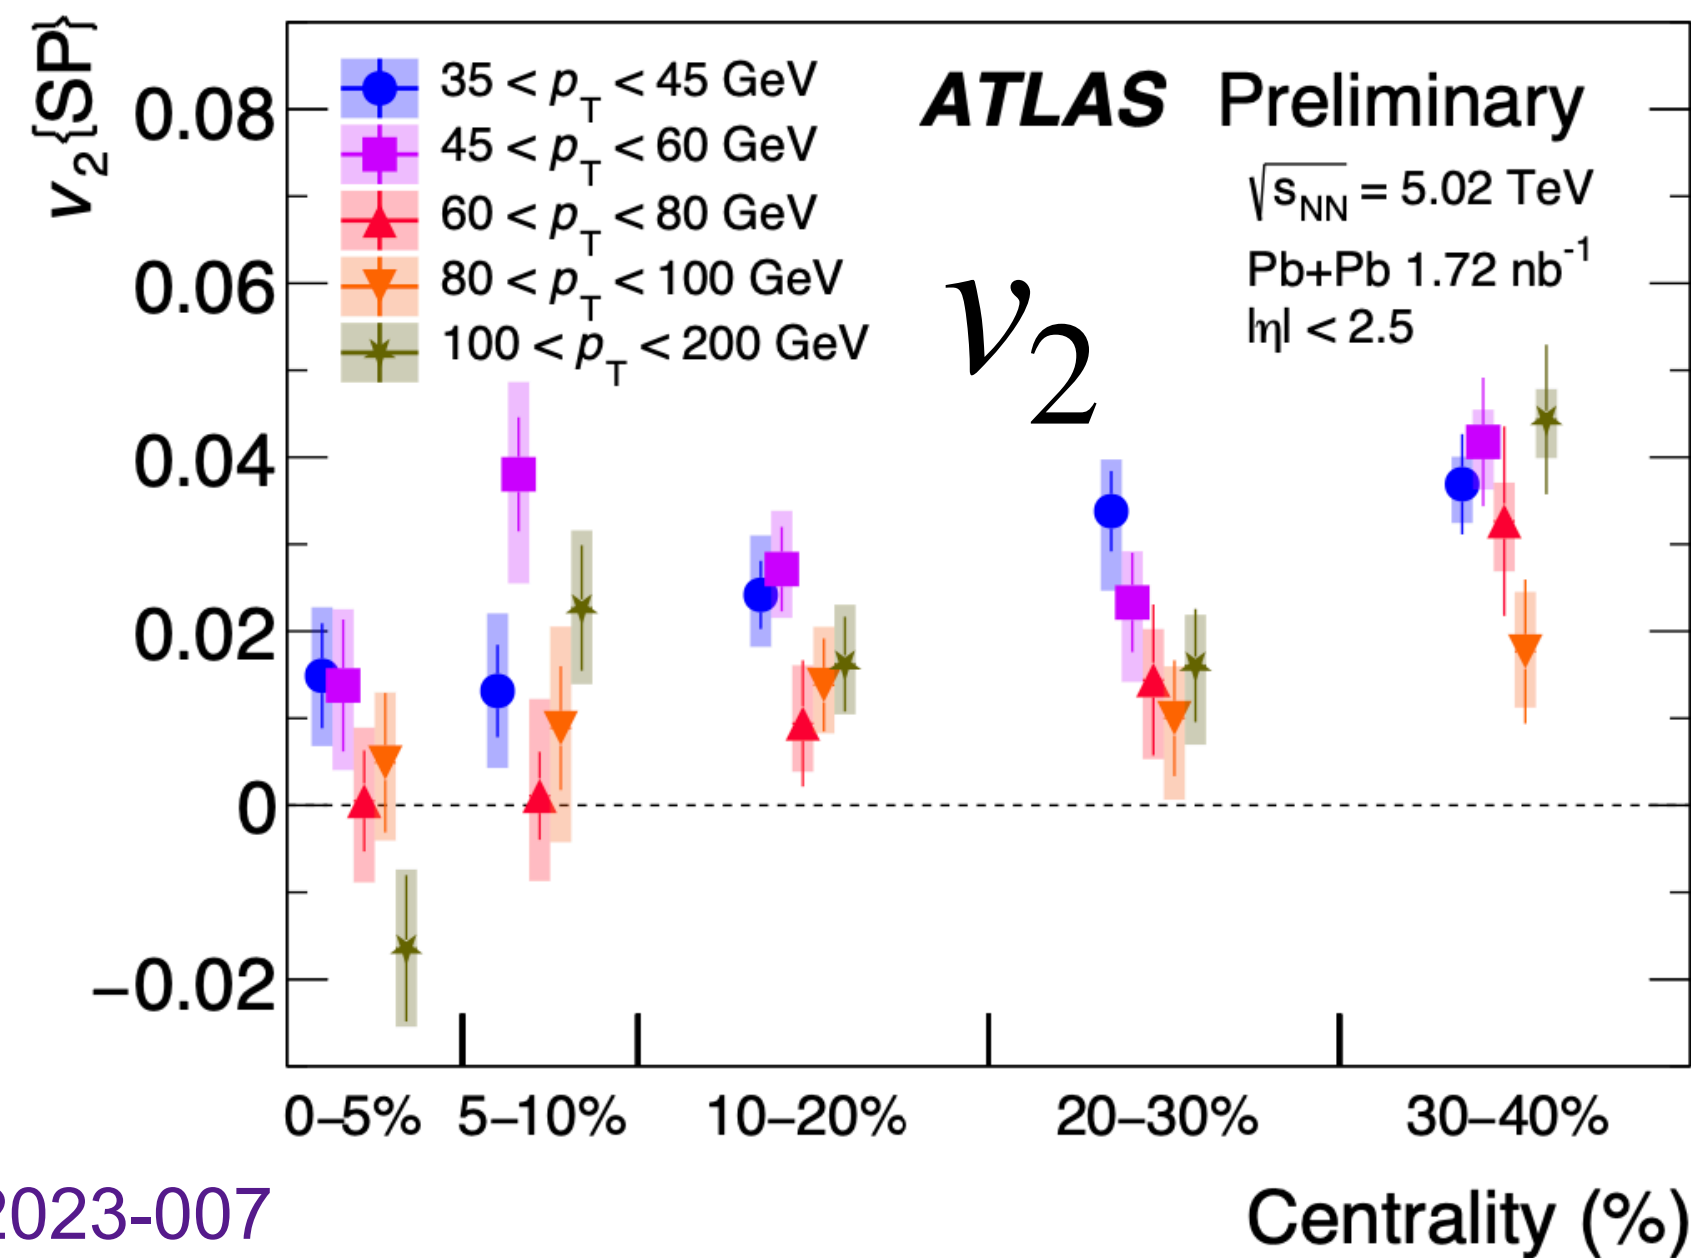 v2{SP}
0.08
0.06
0.04
0.02
0
−0.02
35 < pT < 45 GeV
45 < pT < 60 GeV
60 < pT < 80 GeV
80 < pT < 100 GeV
100 < pT < 200 GeV
ATLAS Preliminary
√sNN = 5.02 TeV
Pb+Pb 1.72 nb-1
|η| < 2.5
v2
0–5% 5–10% 10–20% 20–30% 30–40%
Centrality (%)
2023-007